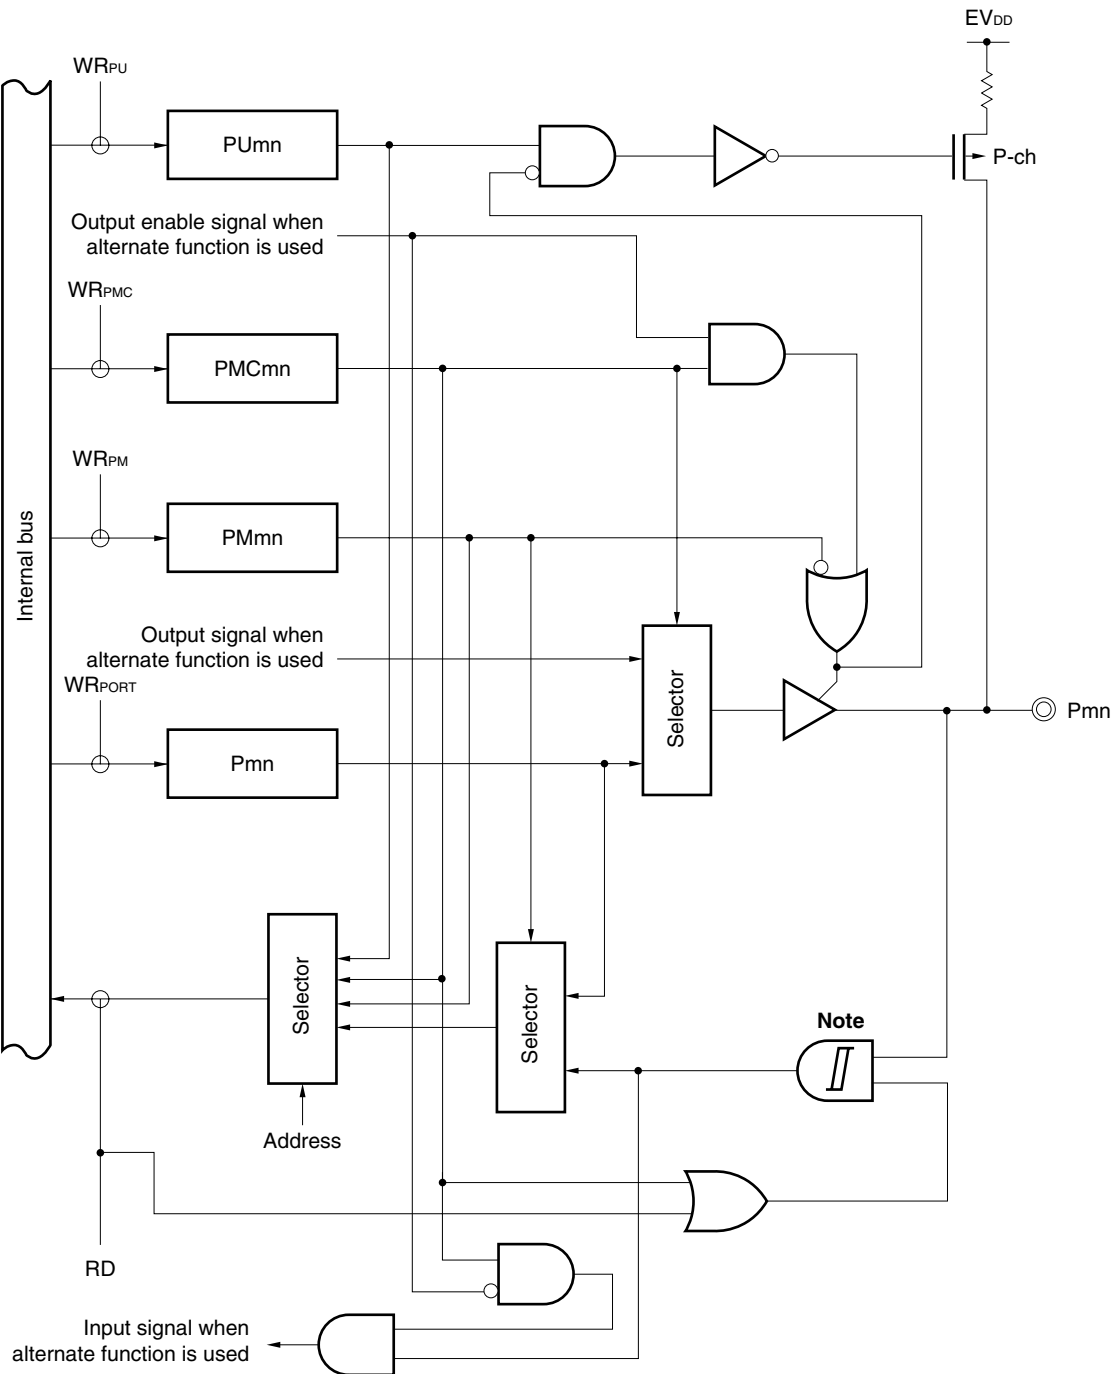 EVDD
WRPU
PUmn
P-ch
Output enable signal when
alternate function is used
WRPMC
PMCmn
WRPM
PMmn
Internal bus
Output signal when
alternate function is used
WRPORT
Selector
Pmn
Pmn
Selector
Selector
Note
Address
RD
Input signal when
alternate function is used